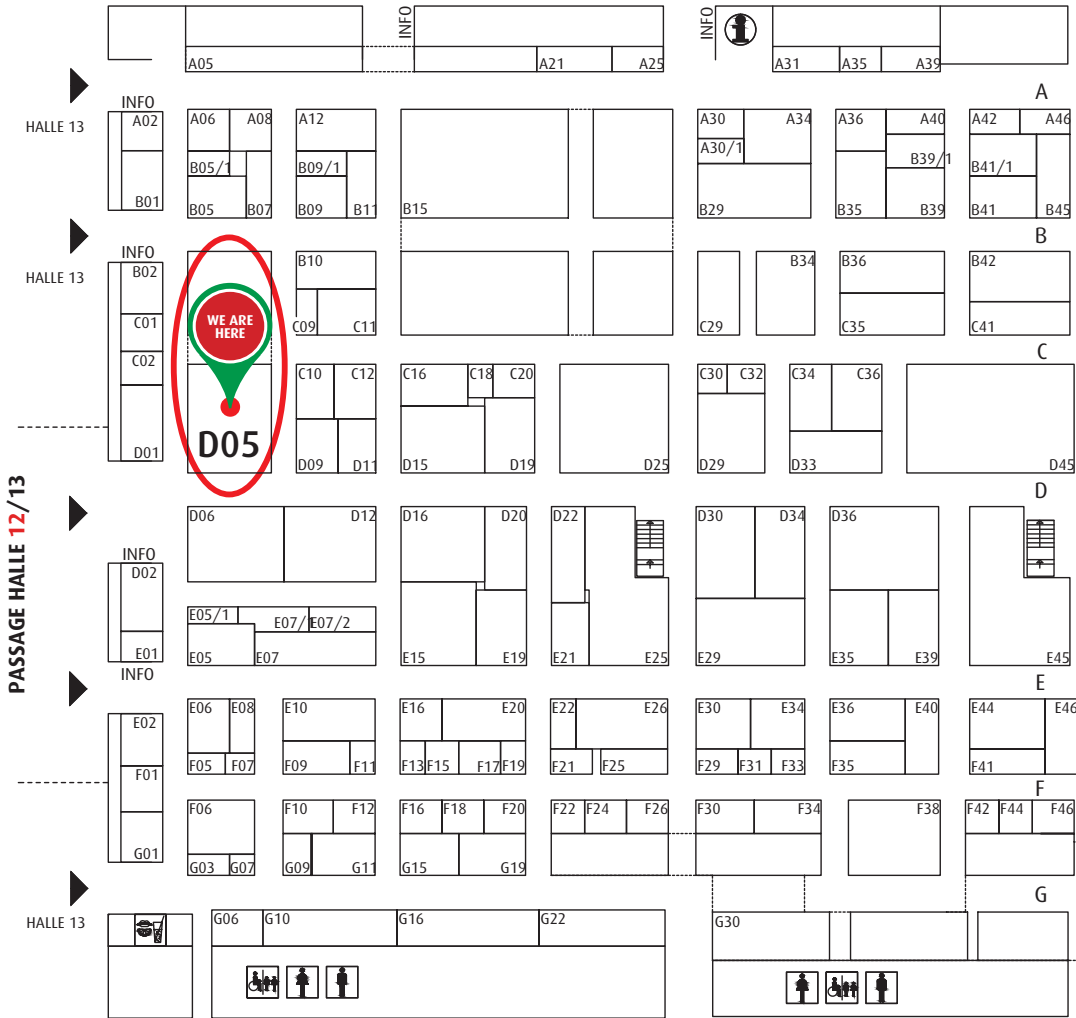 INFO
INFO
A05
A21
A25
A31
A35
A39
A
INFO
HALLE 13
A02
A06
A08
A12
A30
A34
A36
A40
A42
A46
A30/1
B05/1
B09/1
B39/1
B41/1
B01
B05
B07
B09
B11
B15
B29
B35
B39
B41
B45
B
INFO
HALLE 13
B02
B10
B34
B36
B42
WE ARE
HERE
C01
C09
C11
C29
C35
C41
C
C02
C10
C12
C16
C18
C20
C30
C32
C34
C36
D05
D01
D09
D11
D15
D19
D25
D29
D33
D45
D
PASSAGE HALLE 12/13
D06
D12
D16
D20
D22
D30
D34
D36
INFO
D02
E05/1
E07/1
E07/2
E01
E05
E07
E15
E19
E21
E25
E29
E35
E39
E45
INFO
E
E02
E06
E08
E10
E16
E20
E22
E26
E30
E34
E36
E40
E44
E46
F01
F05
F07
F09
F11
F13
F15
F17
F19
F21
F25
F29
F31
F33
F35
F41
F
F06
F10
F12
F16
F18
F20
F22
F24
F26
F30
F34
F38
F42
F44
F46
G01
G03
G07
G09
G11
G15
G19
G
HALLE 13
G06
G10
G16
G22
G30